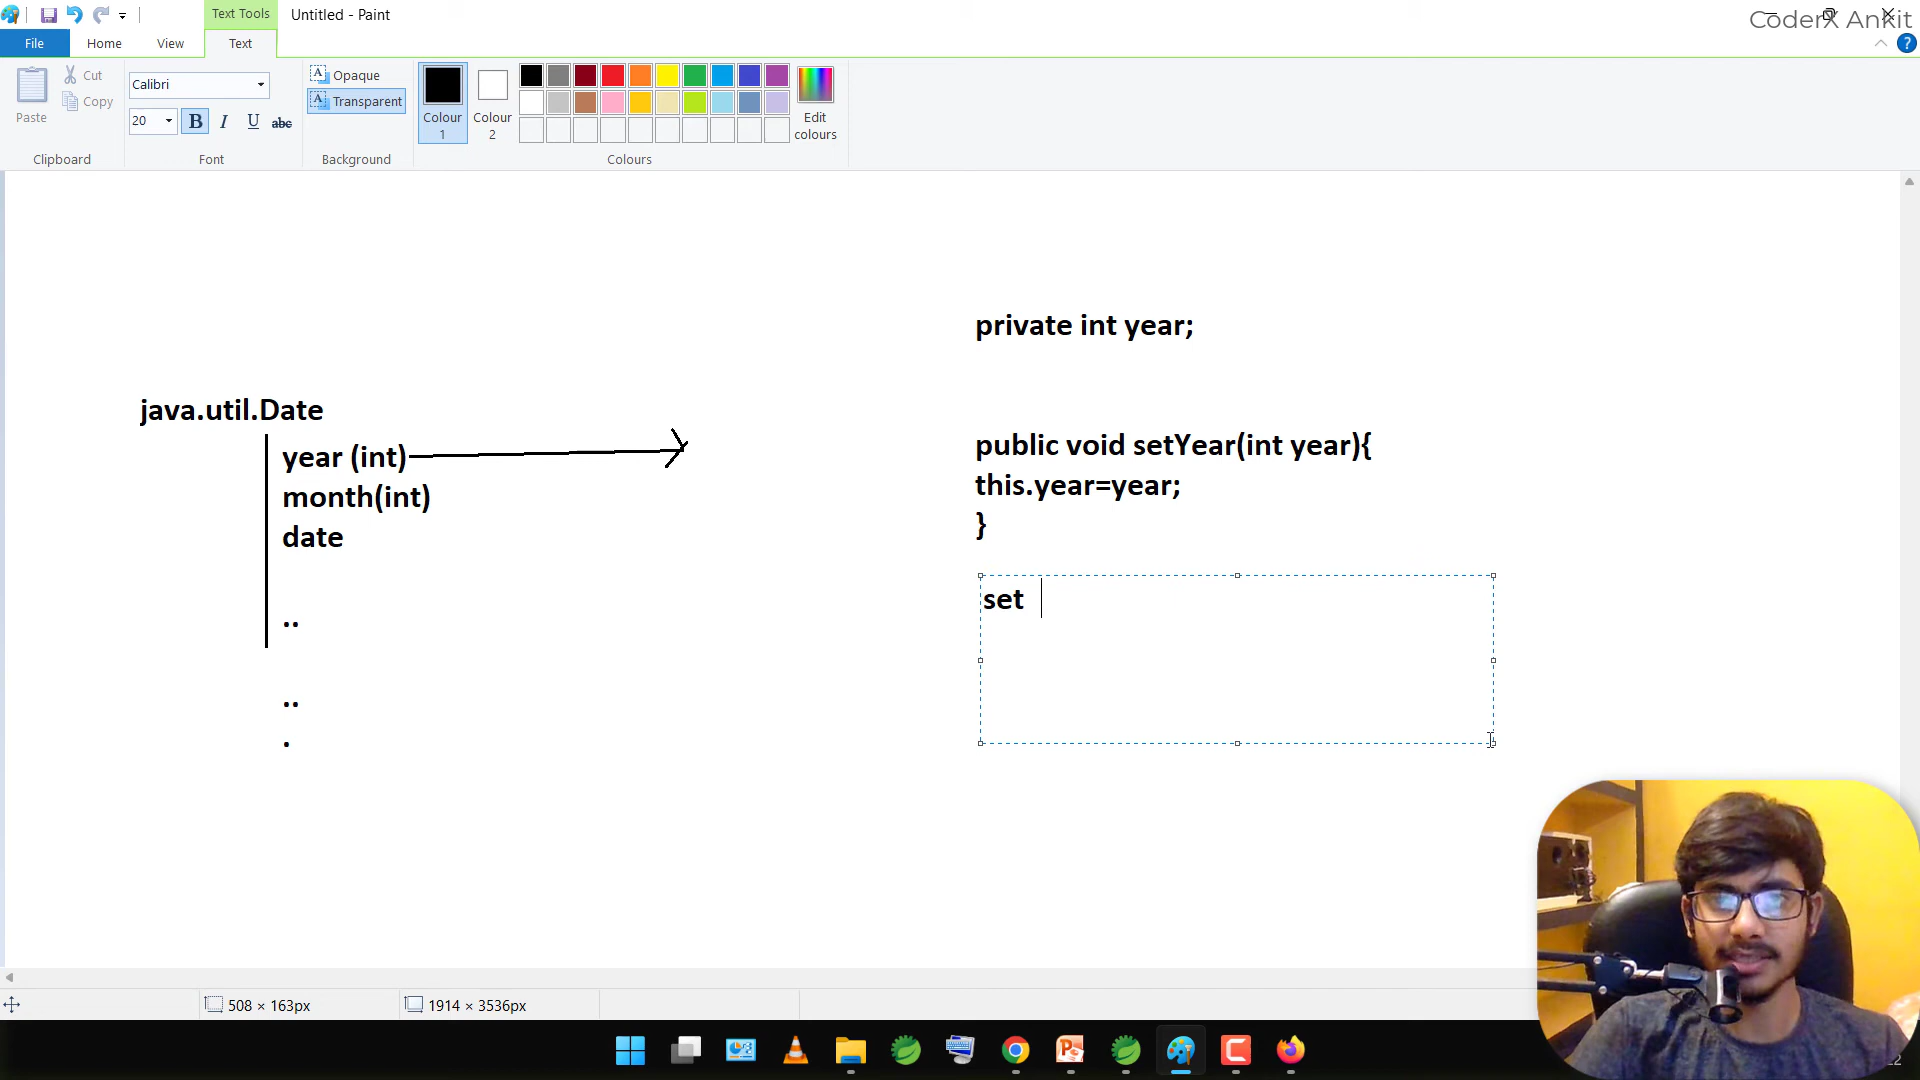 Text Tools
Untitled - Paint
CoderX Ankit
File
Home
View
Text
Paste
Cut
Copy
Clipboard
Calibri
20
B
I
U
abc
Font
Opaque
Transparent
Background
Colour
1
Colour
2
Edit
colours
Colours
private int year;
java.util.Date
year (int)
month(int)
date
..
..
.
public void setYear(int year){
this.year=year;
}
set
508 × 163px
1914 × 3536px